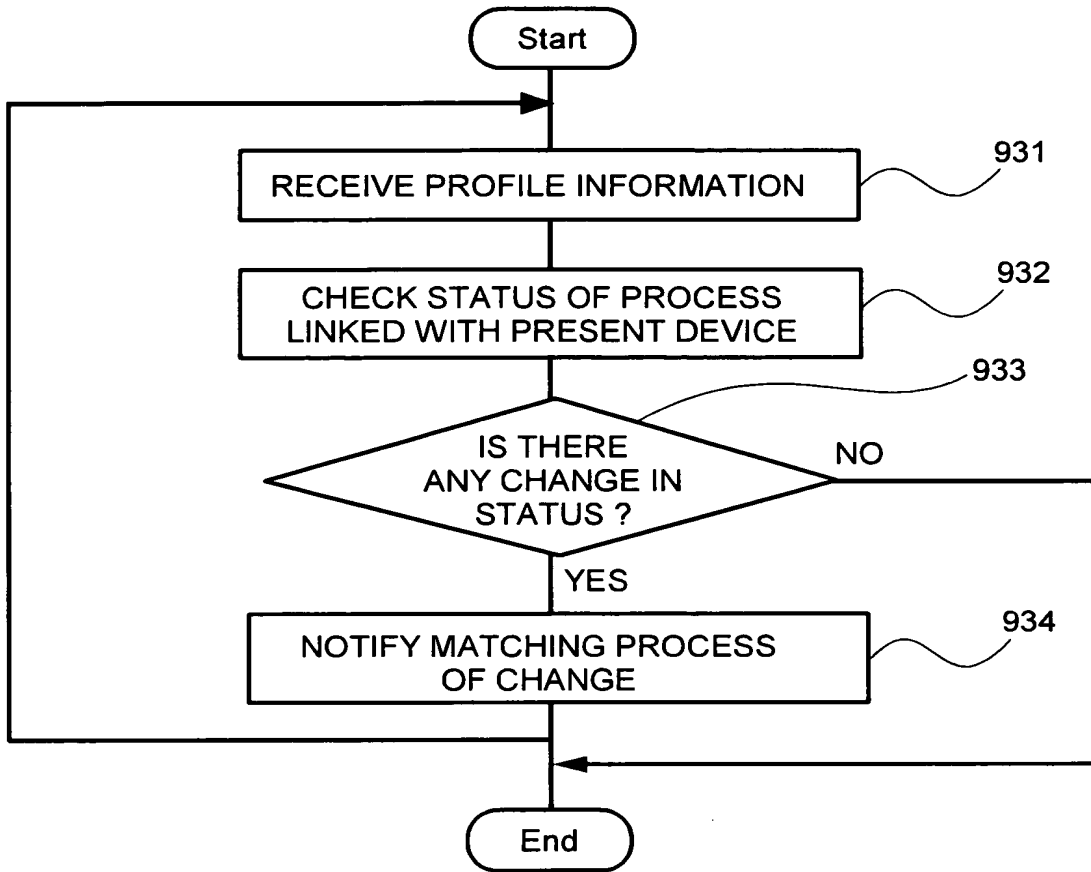 Start
931
RECEIVE PROFILE INFORMATION
932
CHECK STATUS OF PROCESS
LINKED WITH PRESENT DEVICE
933
IS THERE
ANY CHANGE IN
STATUS ?
NO
YES
934
NOTIFY MATCHING PROCESS
OF CHANGE
End